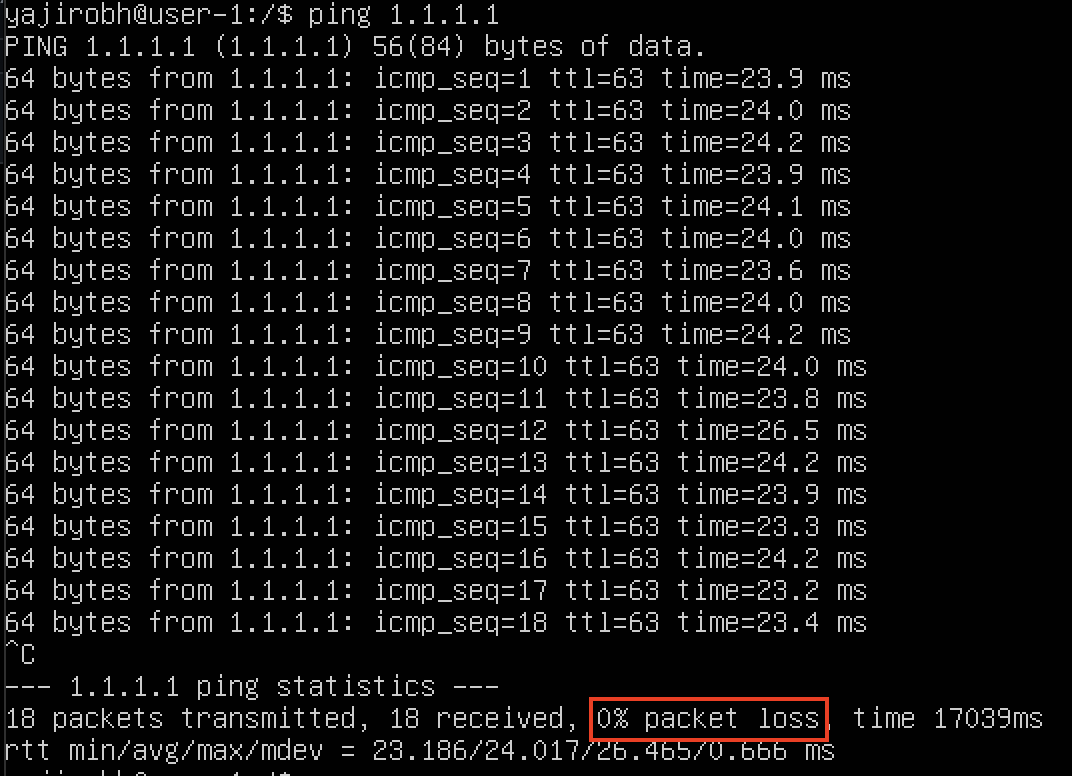 yajirobh@user-1:/$ ping 1.1.1.1
PING 1.1.1.1 (1.1.1.1) 56(84) bytes of data.
64 bytes from 1.1.1.1: icmp_seq=1 ttl=63 time=23.9 ms
64 bytes from 1.1.1.1: icmp_seq=2 ttl=63 time=24.0 ms
64 bytes from 1.1.1.1: icmp_seq=3 ttl=63 time=24.2 ms
64 bytes from 1.1.1.1: icmp_seq=4 ttl=63 time=23.9 ms
64 bytes from 1.1.1.1: icmp_seq=5 ttl=63 time=24.1 ms
64 bytes from 1.1.1.1: icmp_seq=6 ttl=63 time=24.0 ms
64 bytes from 1.1.1.1: icmp_seq=7 ttl=63 time=23.6 ms
64 bytes from 1.1.1.1: icmp_seq=8 ttl=63 time=24.0 ms
64 bytes from 1.1.1.1: icmp_seq=9 ttl=63 time=24.2 ms
64 bytes from 1.1.1.1: icmp_seq=10 ttl=63 time=24.0 ms
64 bytes from 1.1.1.1: icmp_seq=11 ttl=63 time=23.8 ms
64 bytes from 1.1.1.1: icmp_seq=12 ttl=63 time=26.5 ms
64 bytes from 1.1.1.1: icmp_seq=13 ttl=63 time=24.2 ms
64 bytes from 1.1.1.1: icmp_seq=14 ttl=63 time=23.9 ms
64 bytes from 1.1.1.1: icmp_seq=15 ttl=63 time=23.3 ms
64 bytes from 1.1.1.1: icmp_seq=16 ttl=63 time=24.2 ms
64 bytes from 1.1.1.1: icmp_seq=17 ttl=63 time=23.2 ms
64 bytes from 1.1.1.1: icmp_seq=18 ttl=63 time=23.4 ms
^C
--- 1.1.1.1 ping statistics ---
18 packets transmitted, 18 received, 0% packet loss, time 17039ms
rtt min/avg/max/mdev = 23.186/24.017/26.465/0.666 ms